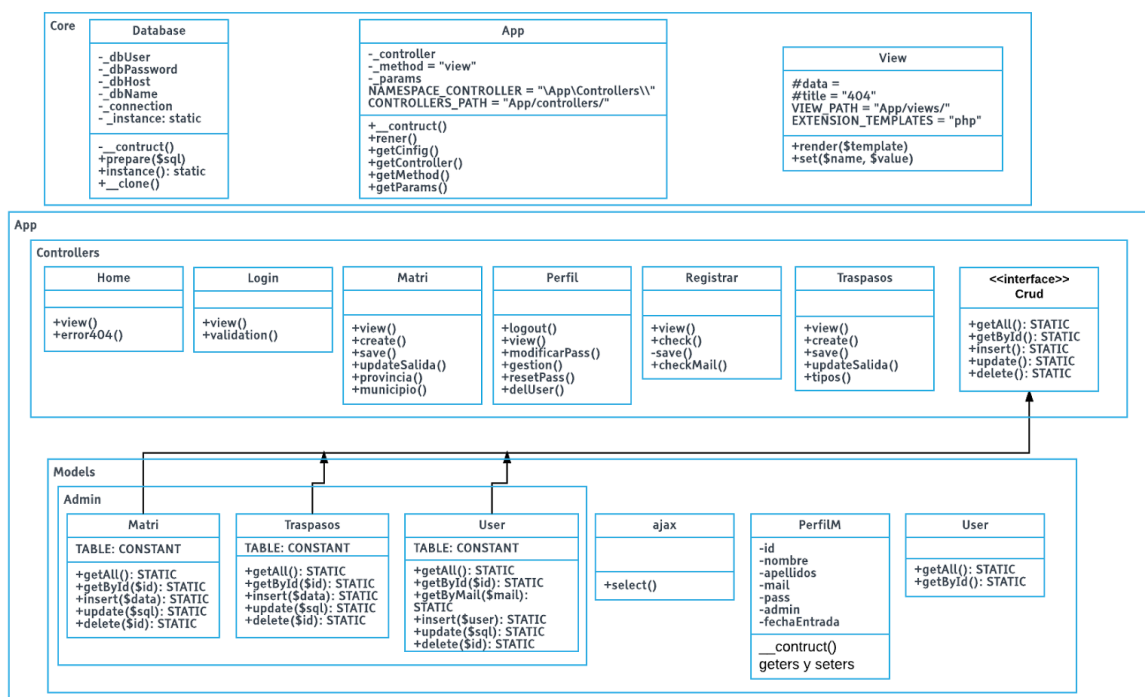 Core
Database
-_dbUser
-_dbPassword
-_dbHost
-_dbName
-_connection
-_instance: static
-__contruct()
+prepare($sql)
+instance(): static
+__clone()
App
-_controller
-_method = "view"
-_params
NAMESPACE_CONTROLLER = "\App\Controllers\\"
CONTROLLERS_PATH = "App/controllers/"
+__contruct()
+rener()
+getCinfig()
+getController()
+getMethod()
+getParams()
View
#data =
#title = "404"
VIEW_PATH = "App/views/"
EXTENSION_TEMPLATES = "php"
+render($template)
+set($name, $value)
App
Controllers
Home
+view()
+error404()
Login
+view()
+validation()
Matri
+view()
+create()
+save()
+updateSalida()
+provincia()
+municipio()
Perfil
+logout()
+view()
+modificarPass()
+gestion()
+resetPass()
+delUser()
Registrar
+view()
+check()
-save()
+checkMail()
Traspasos
+view()
+create()
+save()
+updateSalida()
+tipos()
<<interface>>
Crud
+getAll(): STATIC
+getById(): STATIC
+insert(): STATIC
+update(): STATIC
+delete(): STATIC
Models
Admin
Matri
TABLE: CONSTANT
+getAll(): STATIC
+getById($id): STATIC
+insert($data): STATIC
+update($sql): STATIC
+delete($id): STATIC
Traspasos
TABLE: CONSTANT
+getAll(): STATIC
+getById($id): STATIC
+insert($data): STATIC
+update($sql): STATIC
+delete($id): STATIC
User
TABLE: CONSTANT
+getAll(): STATIC
+getById($id): STATIC
+getByMail($mail):
STATIC
+insert($user): STATIC
+update($sql): STATIC
+delete($id): STATIC
ajax
+select()
PerfilM
-id
-nombre
-apellidos
-mail
-pass
-admin
-fechaEntrada
__contruct()
geters y seters
User
+getAll(): STATIC
+getById(): STATIC